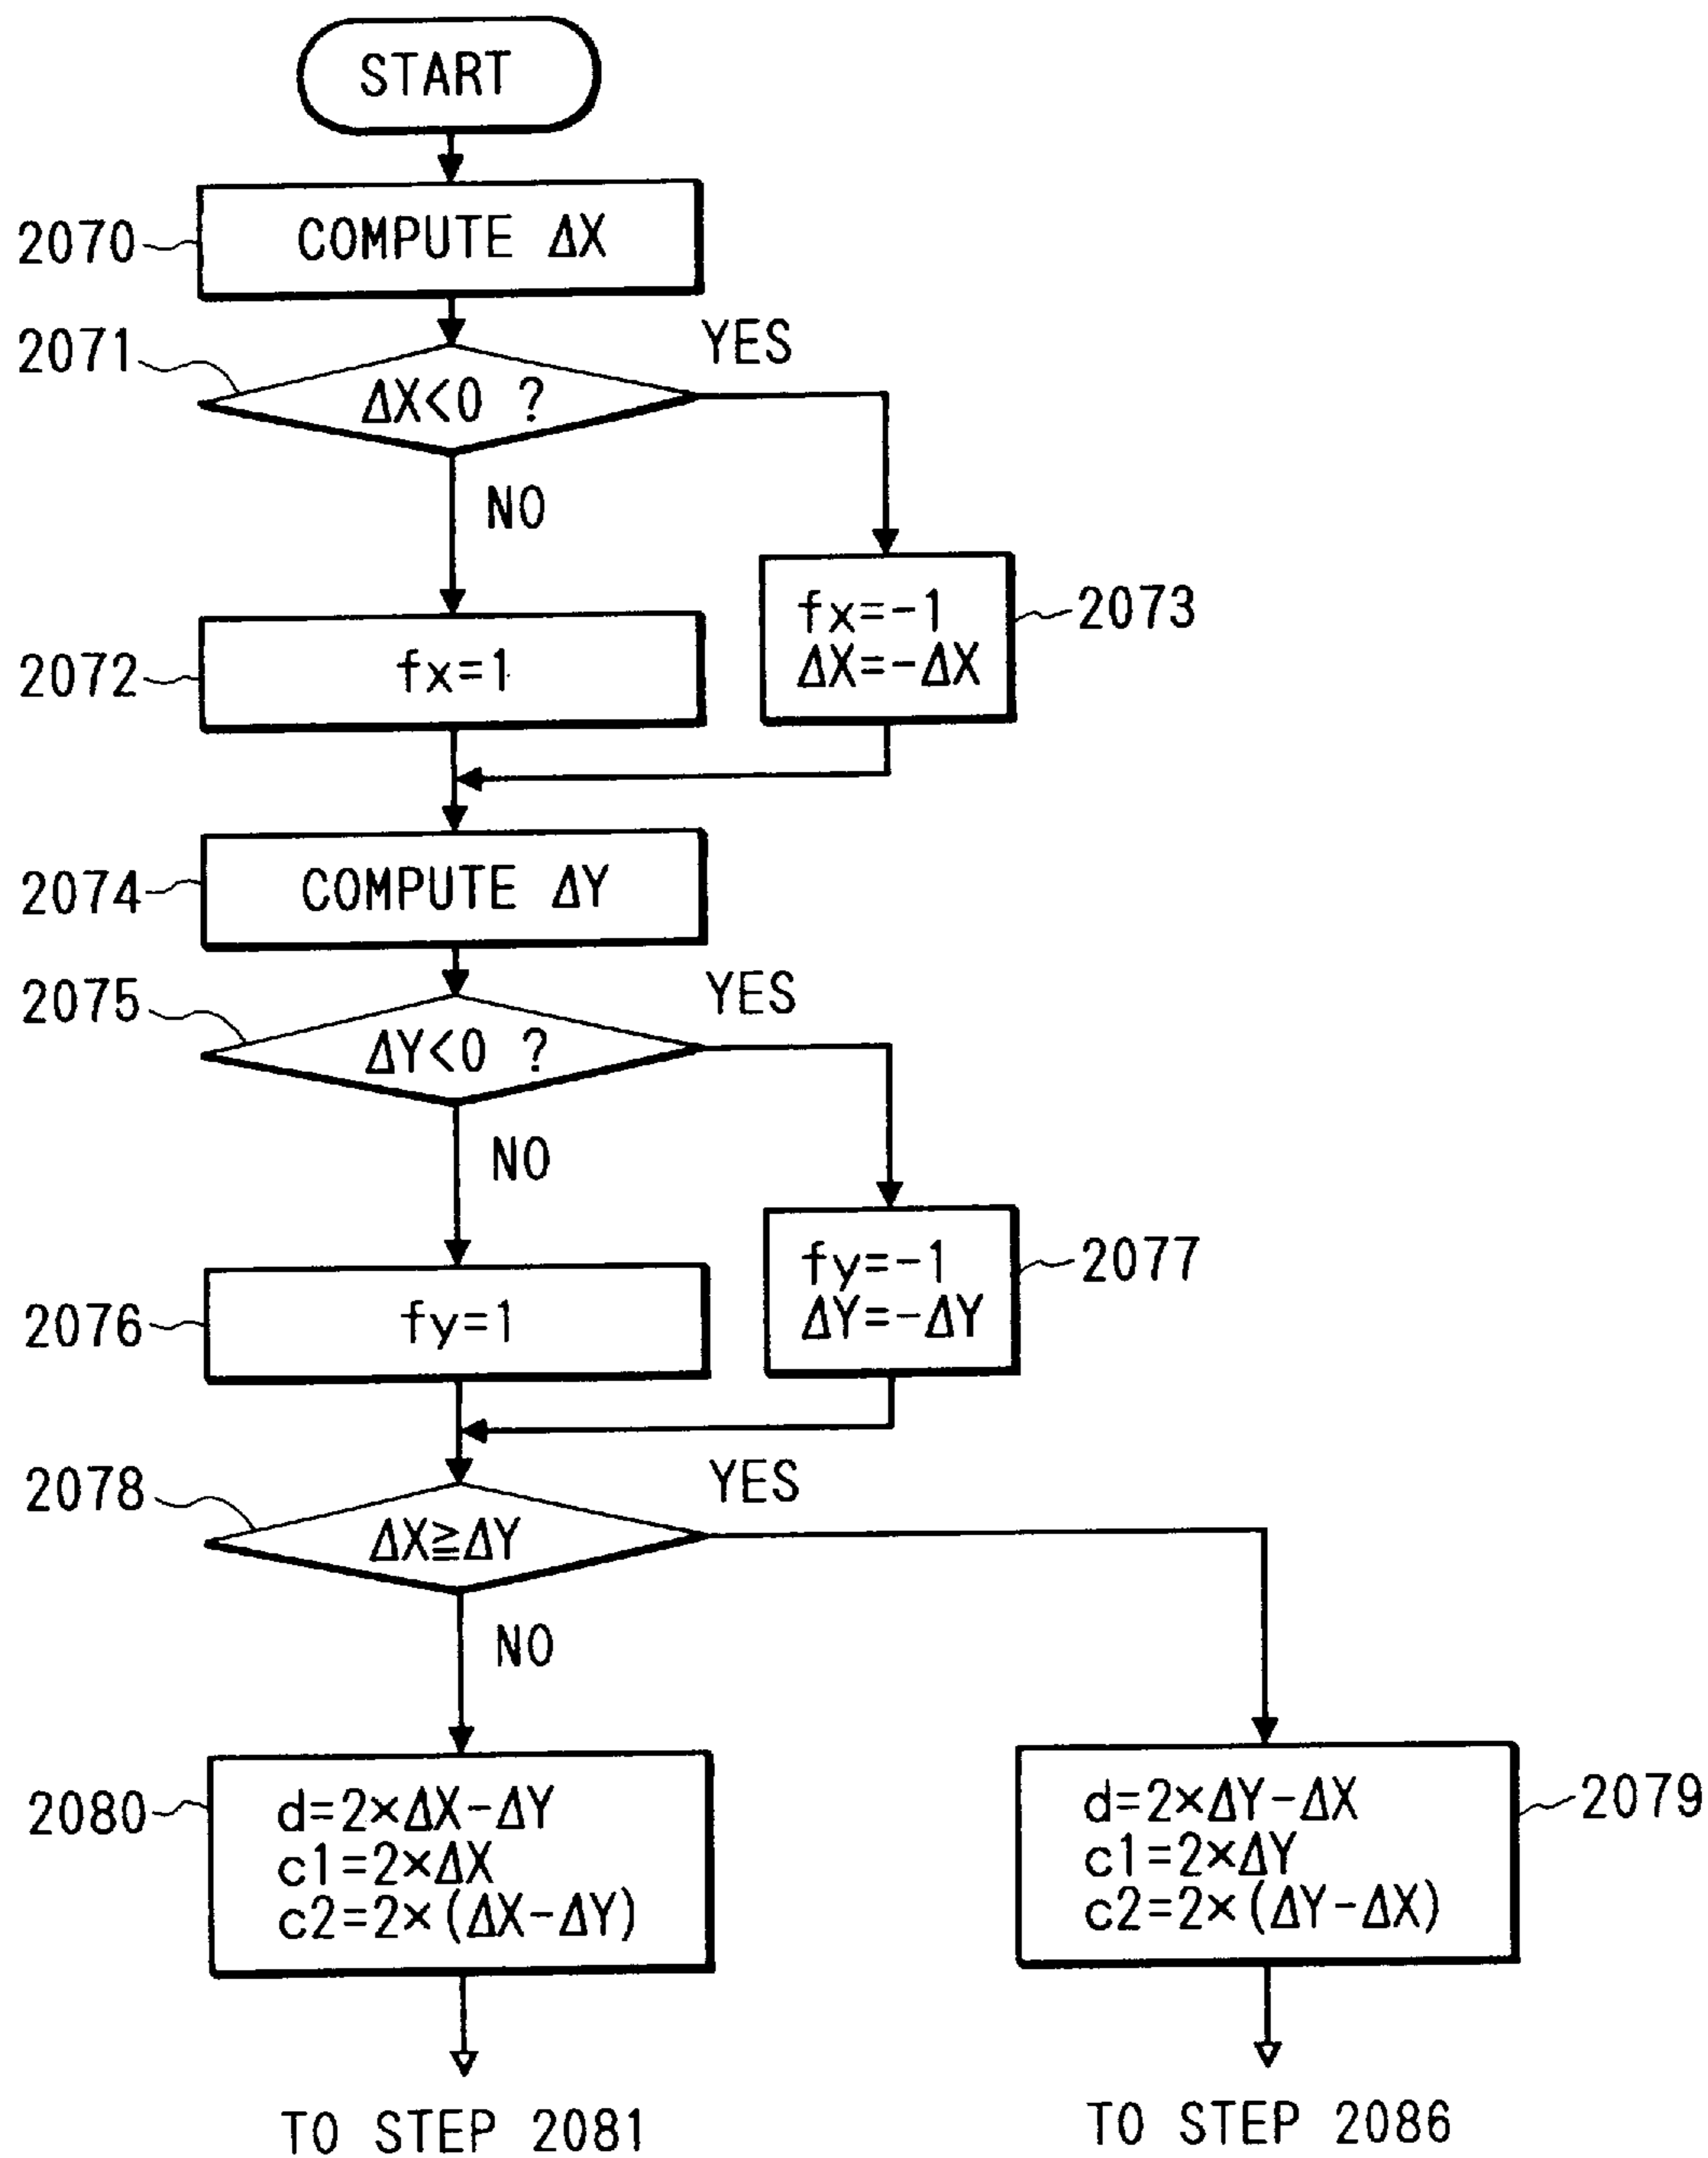 START
2070
COMPUTE ΔX
2071
YES
ΔX<0 ?
NO
fx=-1
ΔX=-ΔX
2073
2072
fx=1
2074
COMPUTE ΔY
2075
YES
ΔY<0 ?
NO
fy=-1
ΔY=-ΔY
2077
2076
fy=1
2078
YES
ΔX≧ΔY
NO
2080
d=2×ΔX-ΔY
c1=2×ΔX
c2=2×(ΔX-ΔY)
d=2×ΔY-ΔX
c1=2×ΔY
c2=2×(ΔY-ΔX)
2079
TO STEP 2081
TO STEP 2086